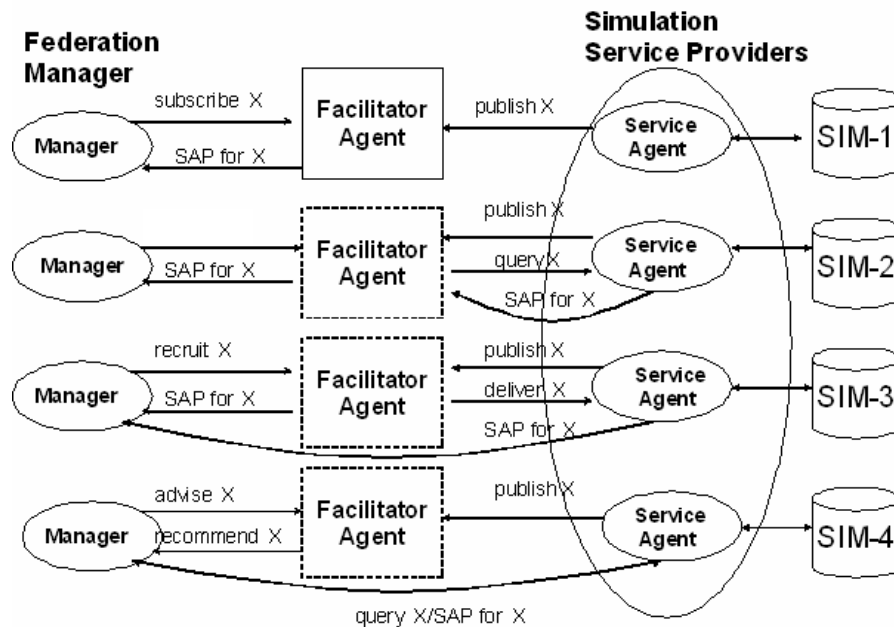 Federation
Manager
Simulation
Service Providers
subscribe X
Facilitator
Agent
publish X
Service
Agent
SIM-1
Manager
SAP for X
publish X
Facilitator
Agent
Service
Agent
SIM-2
Manager
SAP for X
query X
SAP for X
recruit X
Facilitator
Agent
publish X
Service
Agent
SIM-3
Manager
SAP for X
deliver X
SAP for X
advise X
Facilitator
Agent
publish X
Service
Agent
SIM-4
Manager
recommend X
query X/SAP for X